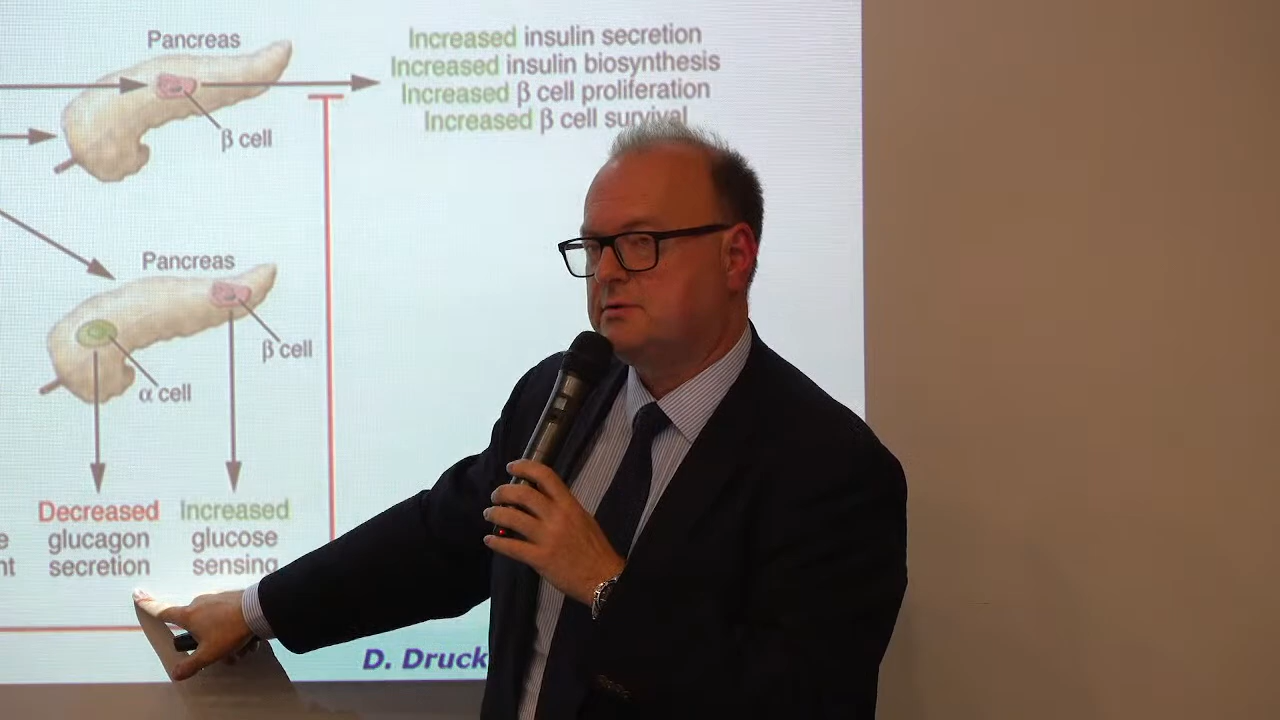 Pancreas
Increased insulin secretion
Increased insulin biosynthesis
Increased β cell proliferation
Increased β cell survival
β cell
Pancreas
β cell
α cell
Decreased
glucagon
secretion
Increased
glucose
sensing
D. Druck